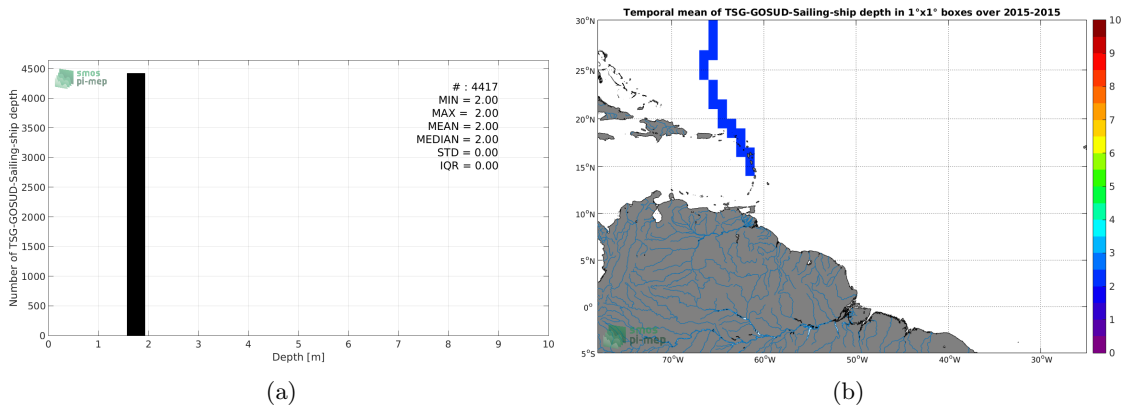 smos
pi-mep
# : 4417
MIN = 2.00
MAX = 2.00
MEAN = 2.00
MEDIAN = 2.00
STD = 0.00
IQR = 0.00
Number of TSG-GOSUD-Sailing-ship depth
4500
4000
3500
3000
2500
2000
1500
1000
500
0
0 1 2 3 4 5 6 7 8 9 10
Depth [m]
(a)
Temporal mean of TSG-GOSUD-Sailing-ship depth in 1°x1° boxes over 2015-2015
30°N
25°N
20°N
15°N
10°N
5°N
0°
5°S
70°W 60°W 50°W 40°W 30°W
smos
pi-mep
10
9
8
7
6
5
4
3
2
1
0
(b)